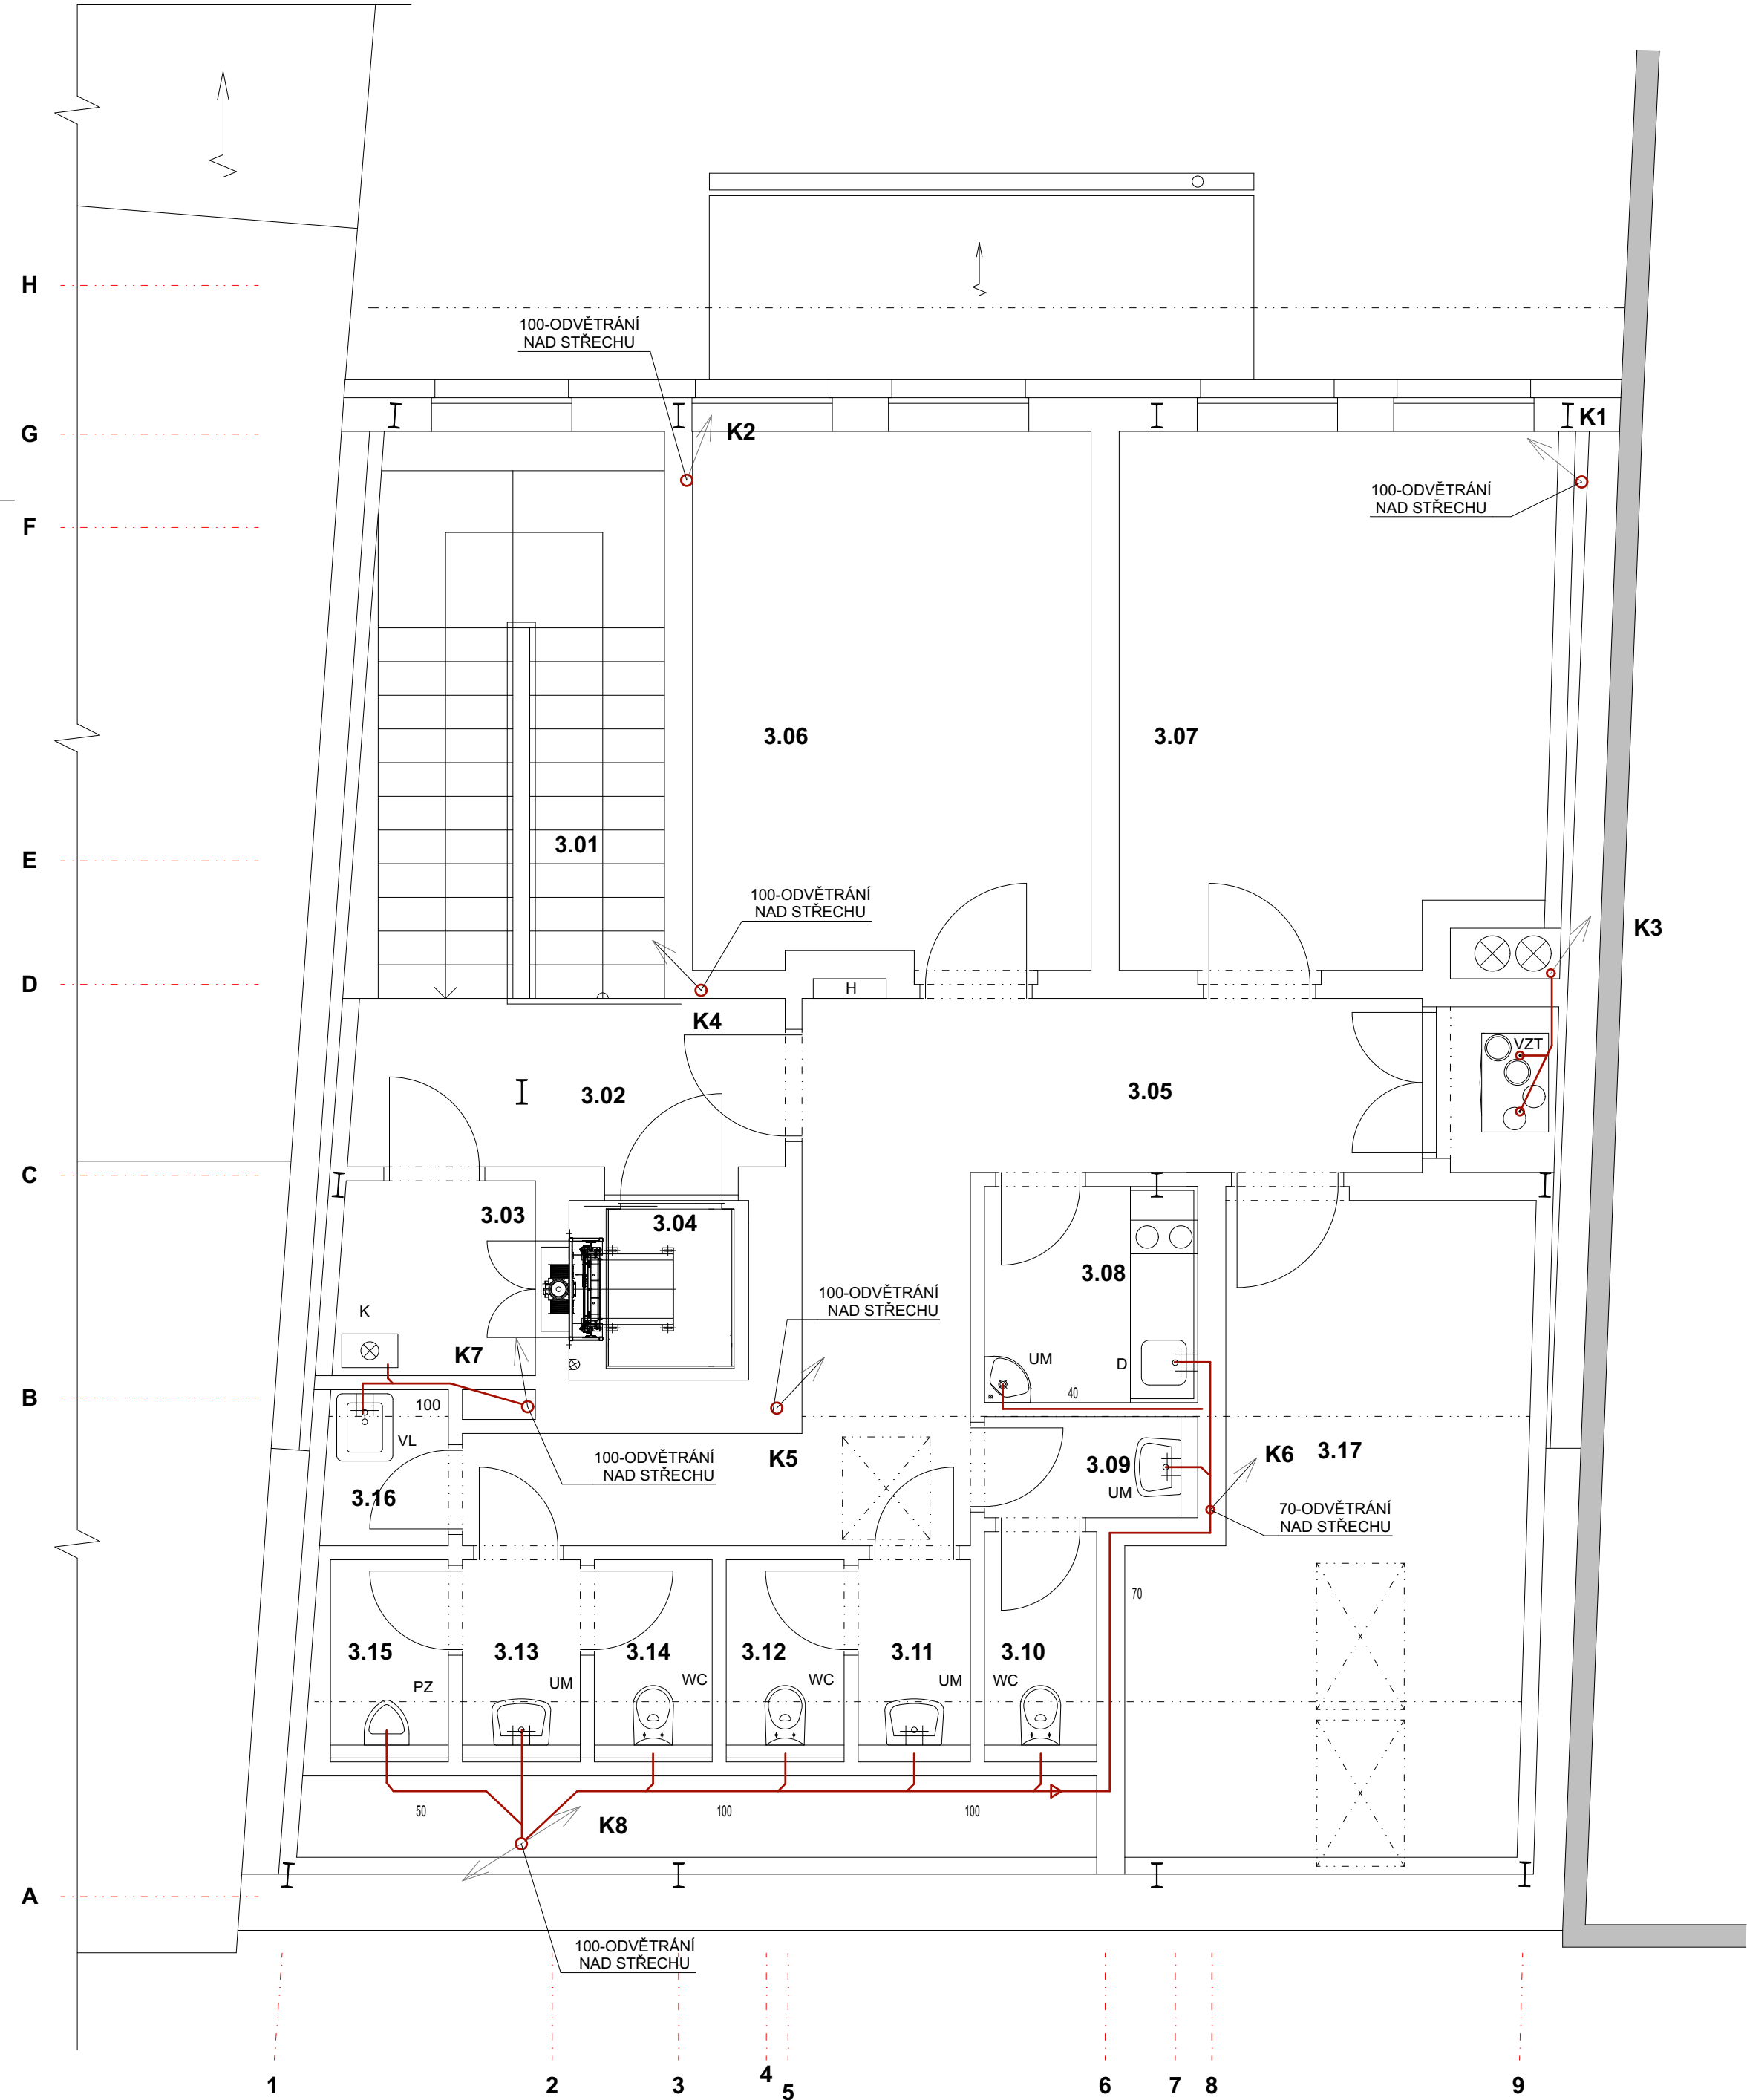 H
100-ODVĚTRÁNÍ
NAD STŘECHU
K2
K1
G
100-ODVĚTRÁNÍ
NAD STŘECHU
F
3.06
3.07
3.01
E
100-ODVĚTRÁNÍ
NAD STŘECHU
K3
D
H
K4
VZT
3.02
3.05
C
3.03
3.04
3.08
100-ODVĚTRÁNÍ
NAD STŘECHU
K
K7
UM
D
40
B
100
VL
K5
100-ODVĚTRÁNÍ
NAD STŘECHU
3.09
UM
K6
3.17
3.16
x
70-ODVĚTRÁNÍ
NAD STŘECHU
70
x
3.15
3.13
3.14
3.12
3.11
3.10
PZ
UM
WC
WC
UM
WC
x
50
100
100
K8
A
100-ODVĚTRÁNÍ
NAD STŘECHU
1
2
3
4
5
6
7
8
9